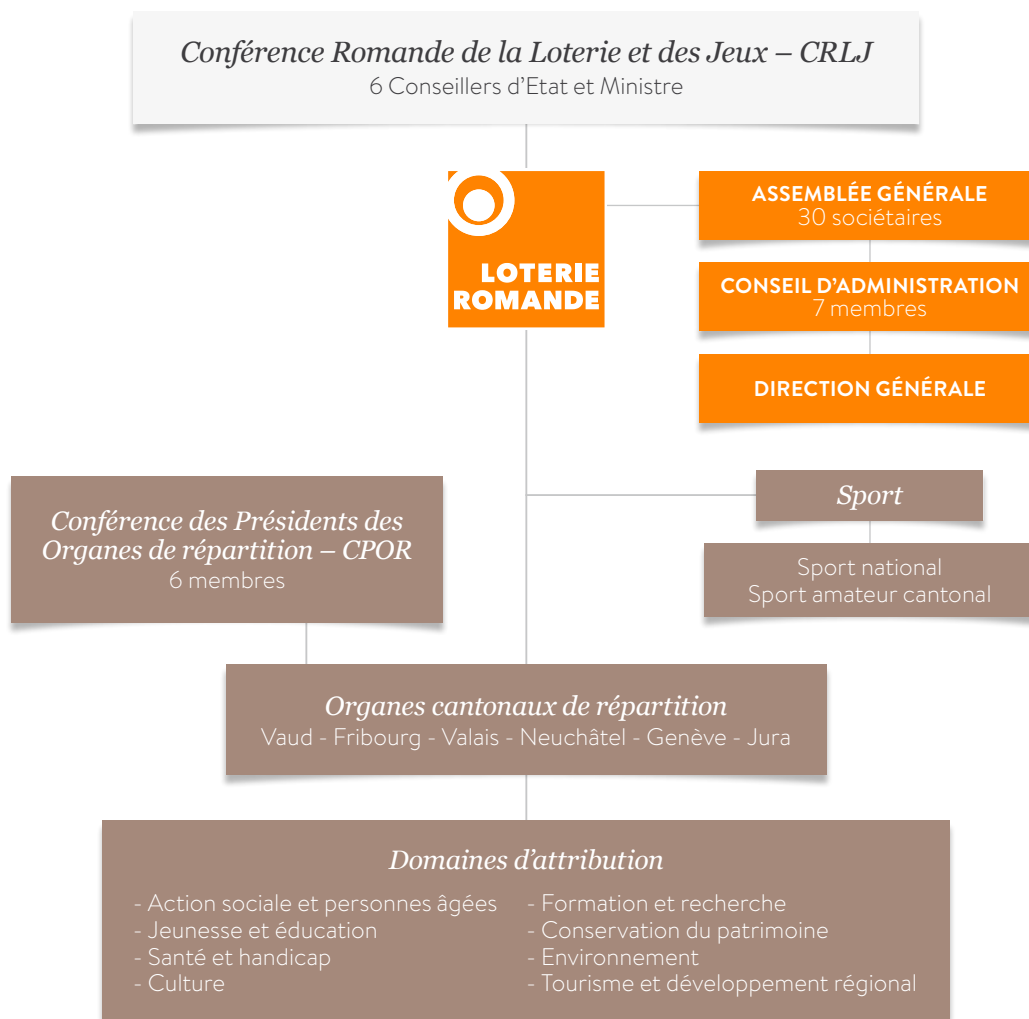 Conférence Romande de la Loterie et des Jeux – CRLJ
6 Conseillers d’Etat et Ministre
LOTERIE
ROMANDE
ASSEMBLÉE GÉNÉRALE
30 sociétaires
CONSEIL D’ADMINISTRATION
7 membres
DIRECTION GÉNÉRALE
Sport
Sport national
Sport amateur cantonal
Conférence des Présidents des
Organes de répartition – CPOR
6 membres
Organes cantonaux de répartition
Vaud - Fribourg - Valais - Neuchâtel - Genève - Jura
Domaines d’attribution
- Action sociale et personnes âgées
- Jeunesse et éducation
- Santé et handicap
- Culture
- Formation et recherche
- Conservation du patrimoine
- Environnement
- Tourisme et développement régional